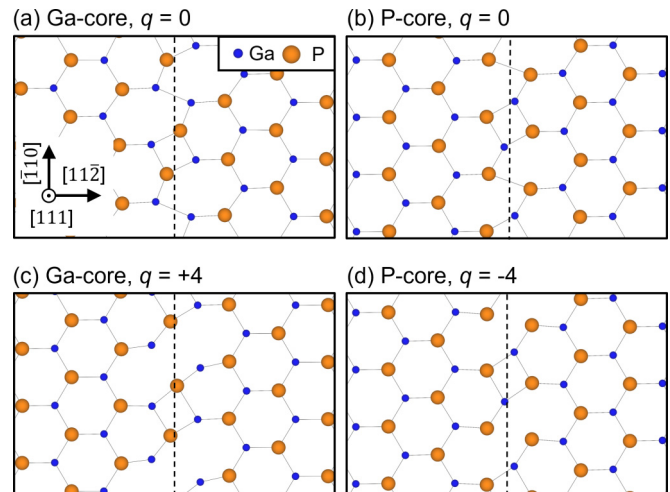 (a) Ga-core, q = 0
(b) P-core, q = 0
Ga P
[1̄10]
[112̄]
[111]
(c) Ga-core, q = +4
(d) P-core, q = -4